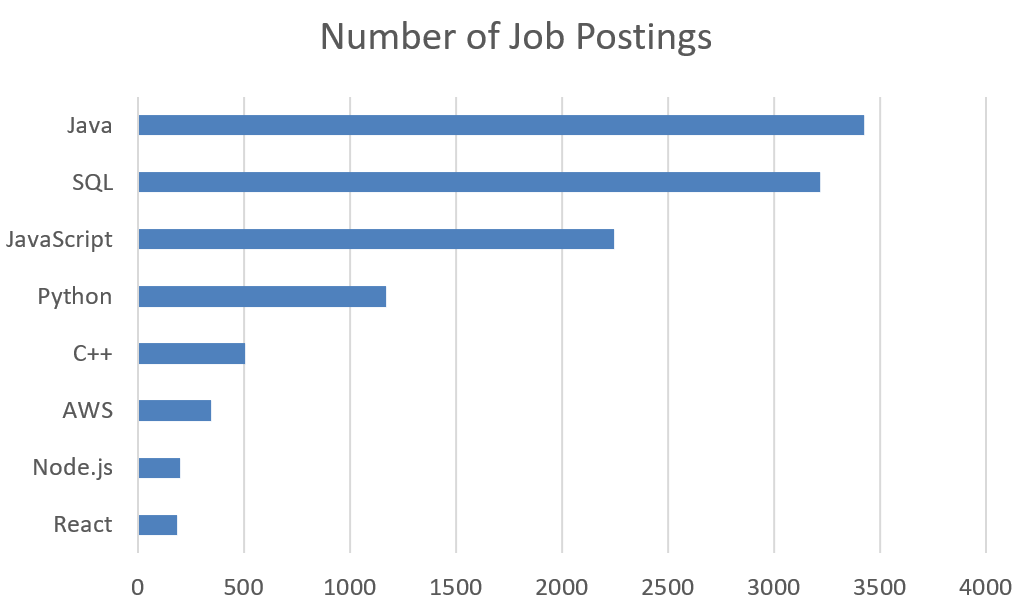 Number of Job Postings
Java
SQL
JavaScript
Python
C++
AWS
Node.js
React
0 500 1000 1500 2000 2500 3000 3500 4000